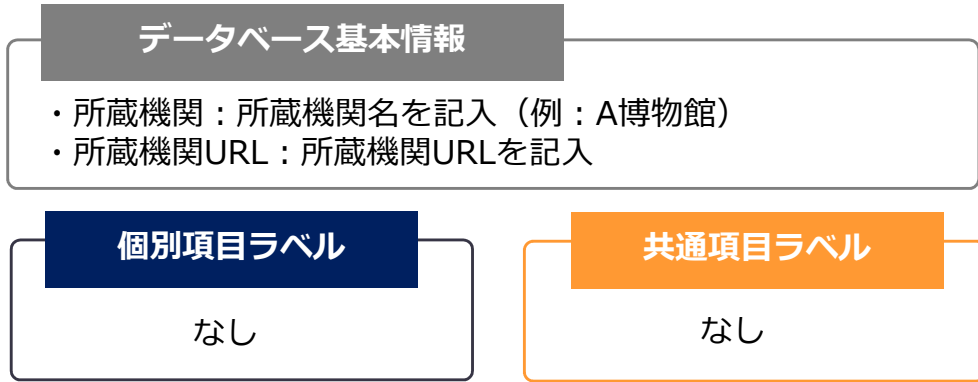 データベース基本情報
・所蔵機関：所蔵機関名を記入（例：A博物館）
・所蔵機関URL：所蔵機関URLを記入
個別項目ラベル
なし
共通項目ラベル
なし